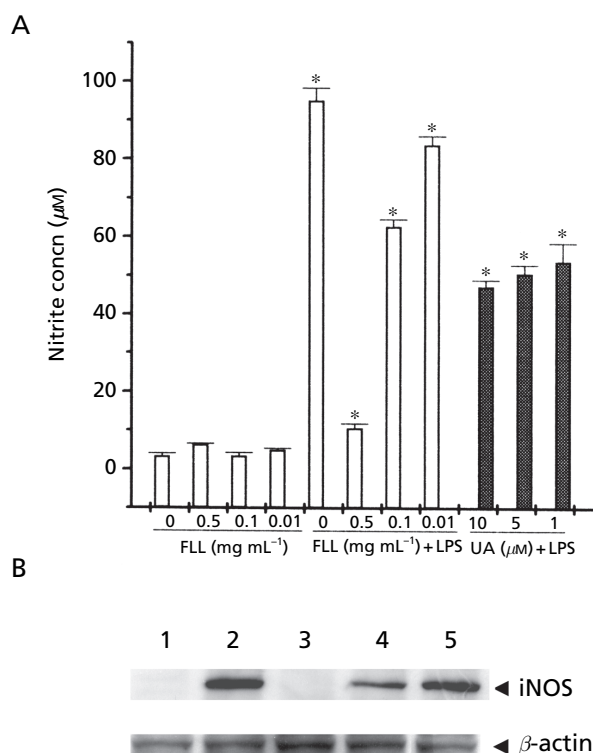 A
Nitrite concn (μM)
100
80
60
40
20
0
*
*
*
*
*
*
*
0 0.5 0.1 0.01 0 0.5 0.1 0.01 10 5 1
FLL (mg mL⁻¹) FLL (mg mL⁻¹) + LPS UA (μM) + LPS
B
1 2 3 4 5
◄ iNOS
◄ β-actin